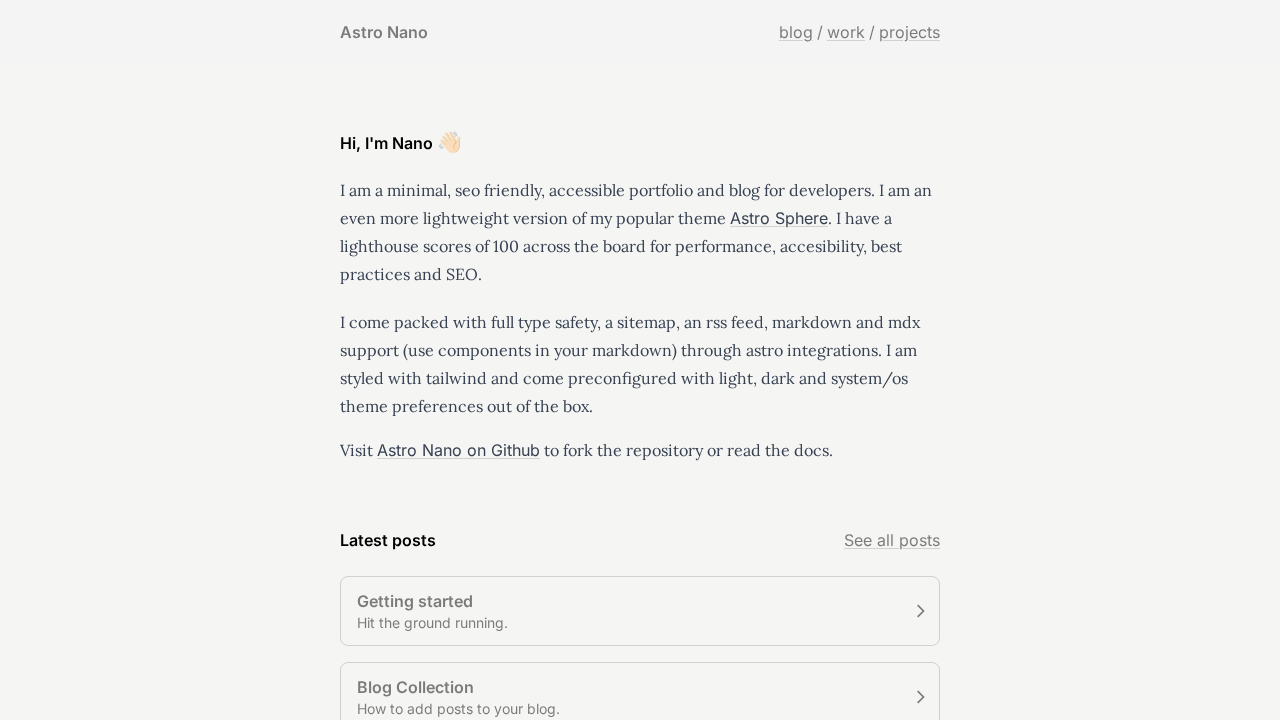 Astro Nano
blog / work / projects
Hi, I'm Nano 👋🏻
I am a minimal, seo friendly, accessible portfolio and blog for developers. I am an
even more lightweight version of my popular theme Astro Sphere. I have a
lighthouse scores of 100 across the board for performance, accesibility, best
practices and SEO.
I come packed with full type safety, a sitemap, an rss feed, markdown and mdx
support (use components in your markdown) through astro integrations. I am
styled with tailwind and come preconfigured with light, dark and system/os
theme preferences out of the box.
Visit Astro Nano on Github to fork the repository or read the docs.
Latest posts
See all posts
Getting started
Hit the ground running.
Blog Collection
How to add posts to your blog.